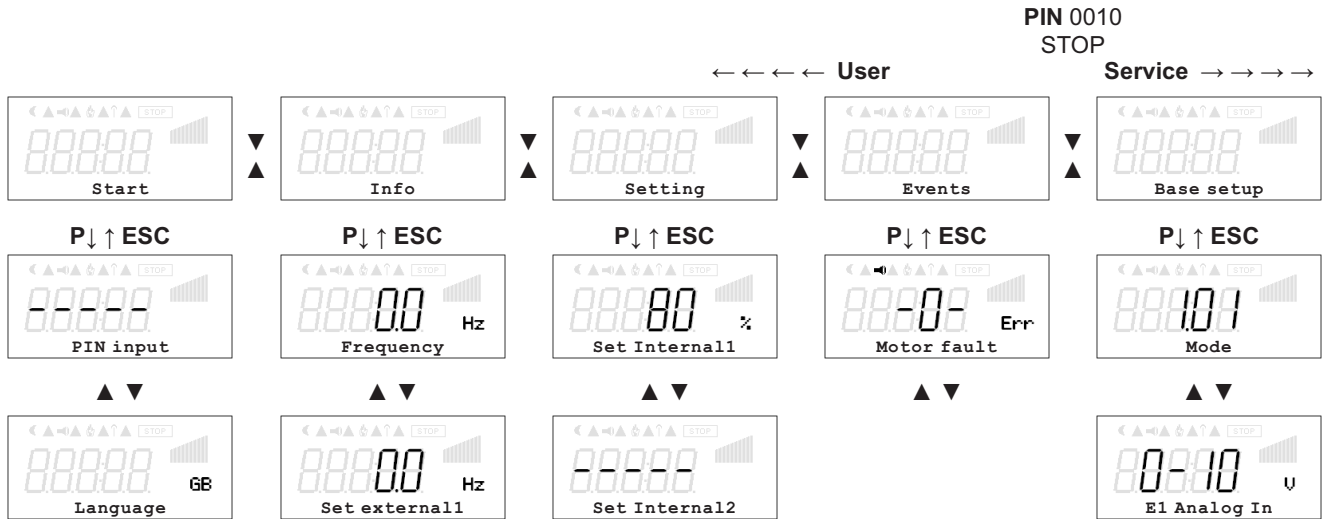 PIN 0010
STOP
← ← ← ← User Service → → → →
STOP STOP STOP STOP STOP
▼ ▼ ▼ ▼
▲ ▲ ▲ ▲
Start Info Setting Events Base setup
P↓ ↑ ESC P↓ ↑ ESC P↓ ↑ ESC P↓ ↑ ESC P↓ ↑ ESC
STOP STOP STOP STOP STOP
----- 0.0 Hz 80 % -0- Err 1.01
PIN input Frequency Set Internal1 Motor fault Mode
▲ ▼ ▲ ▼ ▲ ▼ ▲ ▼ ▲ ▼
STOP STOP STOP STOP
GB 0.0 Hz ----- 0-10 V
Language Set external1 Set Internal2 E1 Analog In